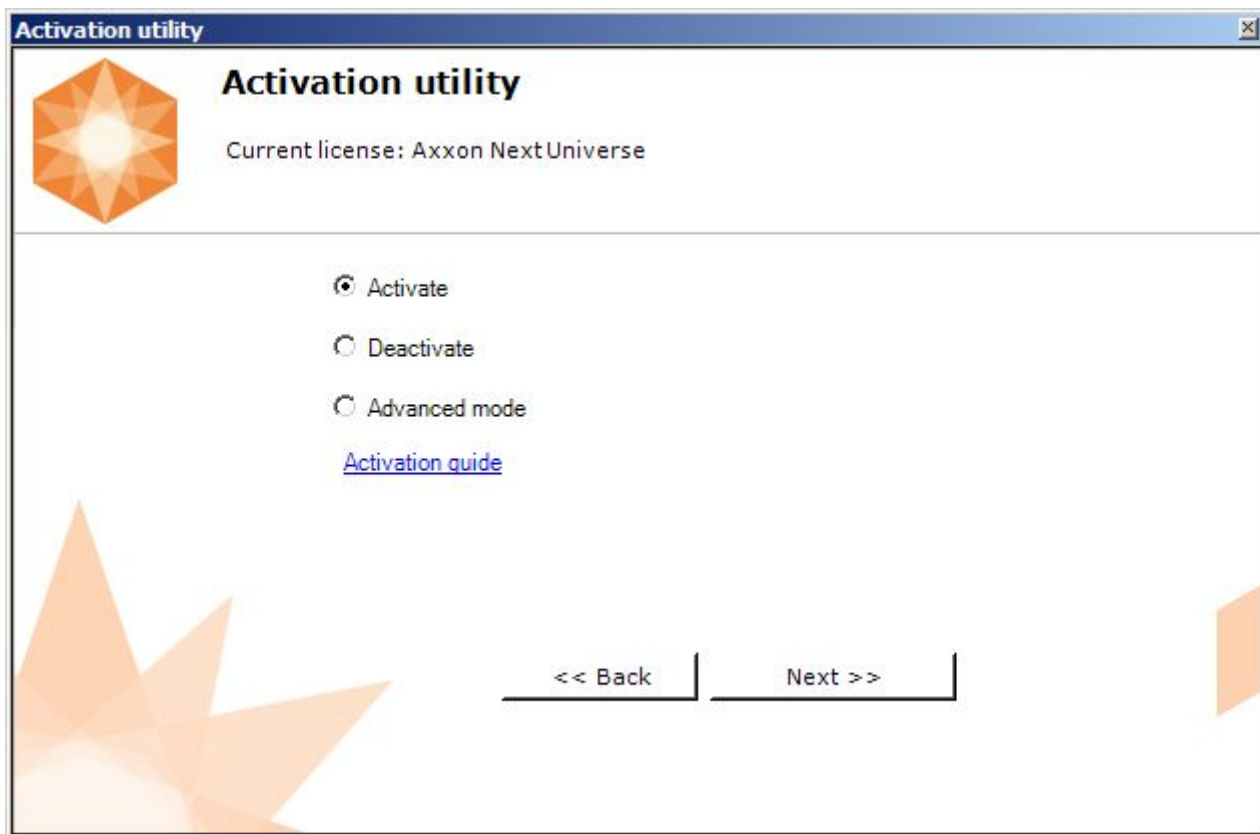 Activation utility
Activation utility
Current license: Axxon Next Universe
Activate
Deactivate
Advanced mode
Activation guide
<< Back Next >>